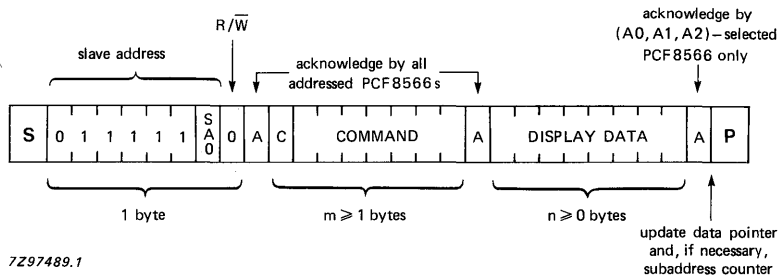 acknowledge by
(A0, A1, A2)–selected
PCF8566 only
R/W̅
slave address
acknowledge by all
addressed PCF8566s
S 0 1 1 1 1 1 SA0 0 A C COMMAND A DISPLAY DATA A P
1 byte
m ⩾ 1 bytes
n ⩾ 0 bytes
update data pointer
and, if necessary,
subaddress counter
7Z97489.1